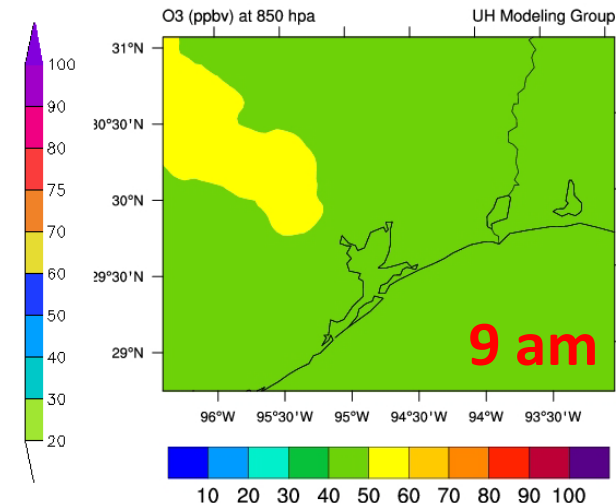 O3 (ppbv) at 850 hpa UH Modeling Group
100
90
80
75
70
60
50
40
30
20
31°N
30°30'N
30°N
29°30'N
29°N
9 am
96°W 95°30'W 95°W 94°30'W 94°W 93°30'W
10 20 30 40 50 60 70 80 90 100